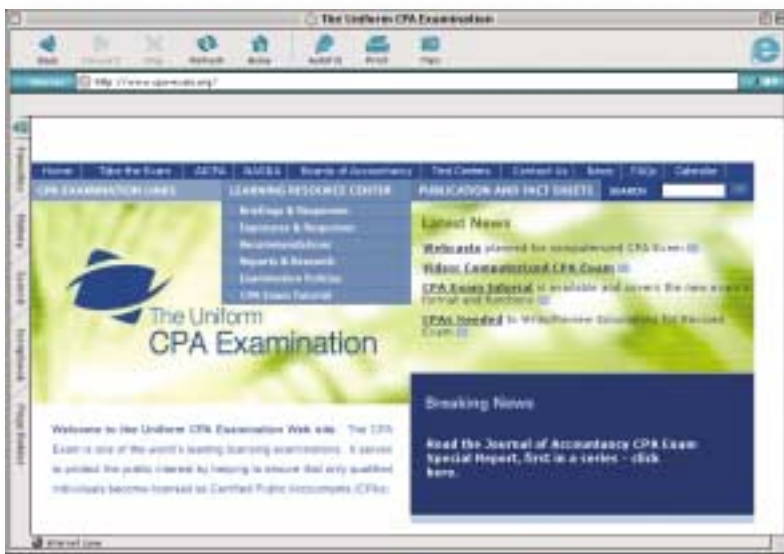 The Uniform CPA Examination
Back
Refresh
Home
AutoFill
Print
Mail
http://www.cpa-exam.org/
Favorites
History
Search
Scrapbook
Page Holder
Home Take the Exam AICPA NASBA Boards of Accountancy Test Centers Contact Us News FAQs Calendar
CPA EXAMINATION LINKS LEARNING RESOURCE CENTER PUBLICATION AND FACT SHEETS SEARCH
Briefings & Responses
Exposures & Responses
Recommendations
Reports & Research
Examination Policies
CPA Exam Tutorial
The Uniform
CPA Examination
Latest News
Webcasts planned for computerized CPA Exam
Video: Computerized CPA Exam
CPA Exam Tutorial is available and covers the new exam's
format and functions
CPAs Needed to Write/Review Simulations for Revised
Exam
Welcome to the Uniform CPA Examination Web site. The CPA
Exam is one of the world's leading licensing examinations. It serves
to protect the public interest by helping to ensure that only qualified
individuals become licensed as Certified Public Accountants (CPAs).
Breaking News
Read the Journal of Accountancy CPA Exam
Special Report, first in a series - click
here.
Internet zone